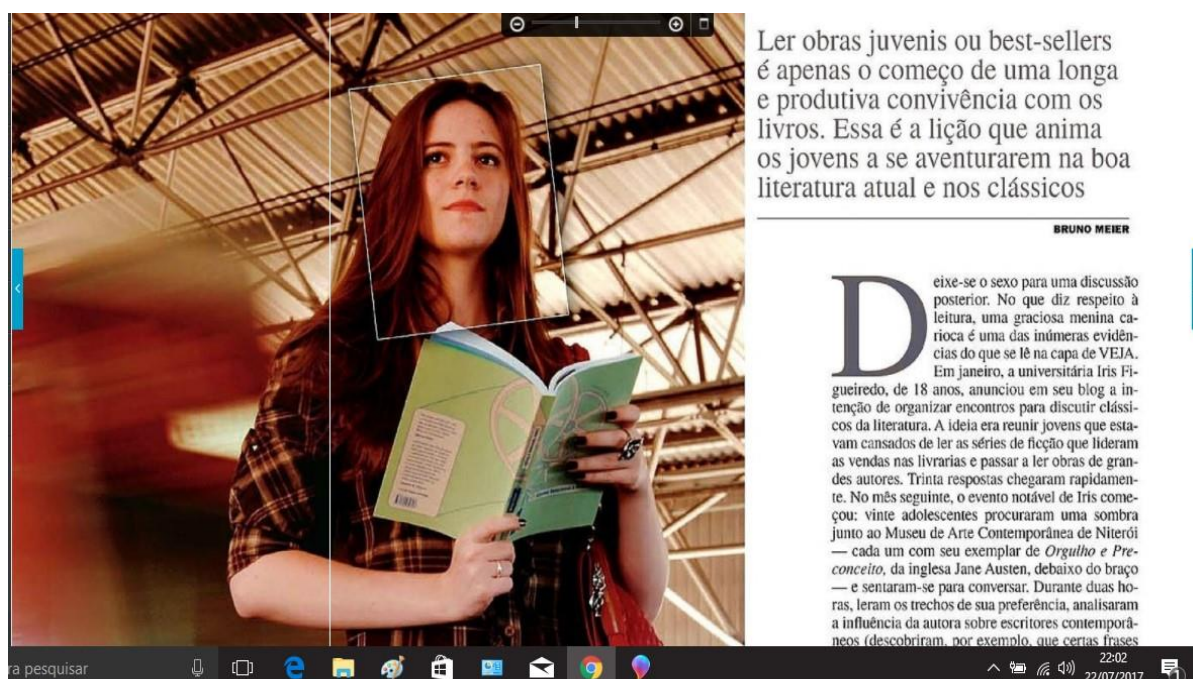 Ler obras juvenis ou best-sellers
é apenas o começo de uma longa
e produtiva convivência com os
livros. Essa é a lição que anima
os jovens a se aventurarem na boa
literatura atual e nos clássicos
BRUNO MEIER
Deixe-se o sexo para uma discussão
posterior. No que diz respeito à
leitura, uma graciosa menina ca-
rioca é uma das inúmeras evidên-
cias do que se lê na capa de VEJA.
Em janeiro, a universitária Iris Fi-
gueiredo, de 18 anos, anunciou em seu blog a in-
tenção de organizar encontros para discutir clássi-
cos da literatura. A ideia era reunir jovens que esta-
vam cansados de ler as séries de ficção que lideram
as vendas nas livrarias e passar a ler obras de gran-
des autores. Trinta respostas chegaram rapidamen-
te. No mês seguinte, o evento notável de Iris come-
çou: vinte adolescentes procuraram uma sombra
junto ao Museu de Arte Contemporânea de Niterói
— cada um com seu exemplar de Orgulho e Pre-
conceito, da inglesa Jane Austen, debaixo do braço
— e sentaram-se para conversar. Durante duas ho-
ras, leram os trechos de sua preferência, analisaram
a influência da autora sobre escritores contemporâ-
neos (descobriram, por exemplo, que certas frases
ra pesquisar
22:02
22/07/2017
1